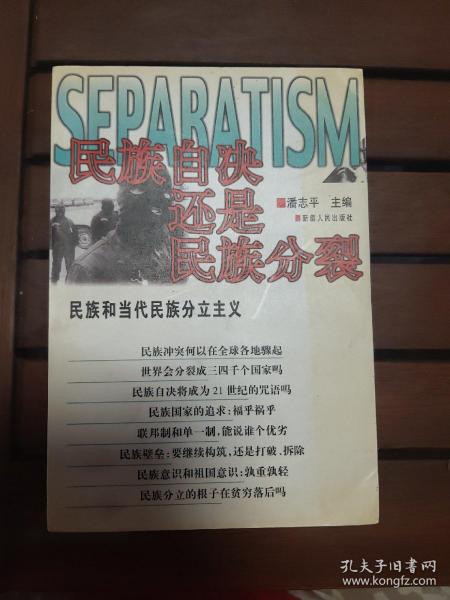 SEPARATISM
民族自决
还是
民族分裂
潘志平 主编
新疆人民出版社
民族和当代民族分立主义
民族冲突何以在全球各地骤起
世界会分裂成三四千个国家吗
民族自决将成为21世纪的咒语吗
民族国家的追求：福乎祸乎
联邦制和单一制，能说谁个优劣
民族壁垒：要继续构筑，还是打破、拆除
民族意识和祖国意识：孰重孰轻
民族分立的根子在贫穷落后吗
孔夫子旧书网
www.kongfz.com